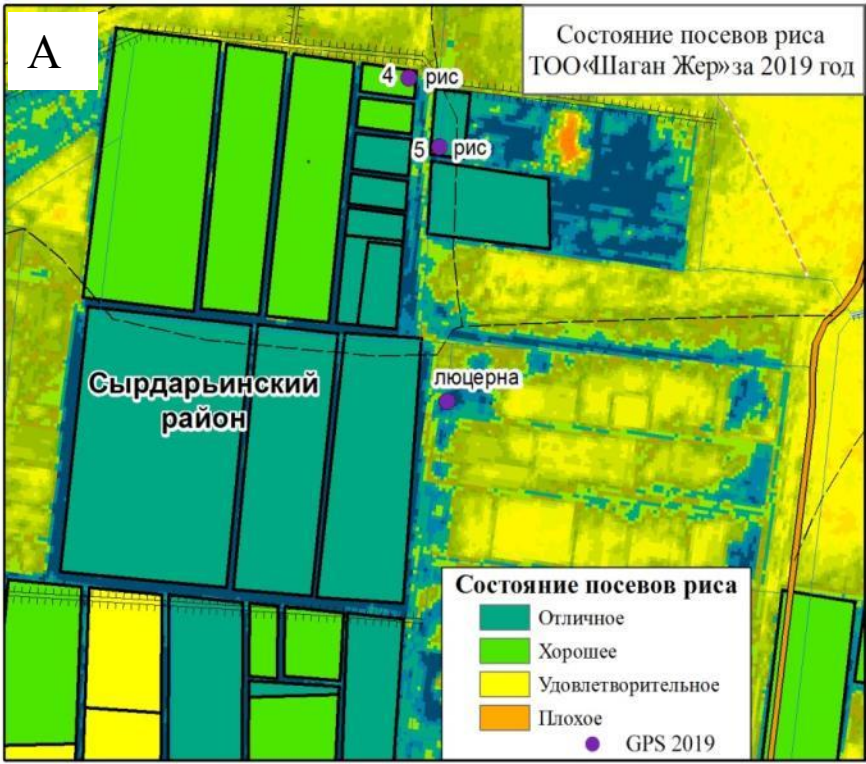 А
Состояние посевов риса
ТОО«Шаган Жер»за 2019 год
4 рис
5 рис
люцерна
Сырдарьинский
район
Состояние посевов риса
Отличное
Хорошее
Удовлетворительное
Плохое
GPS 2019